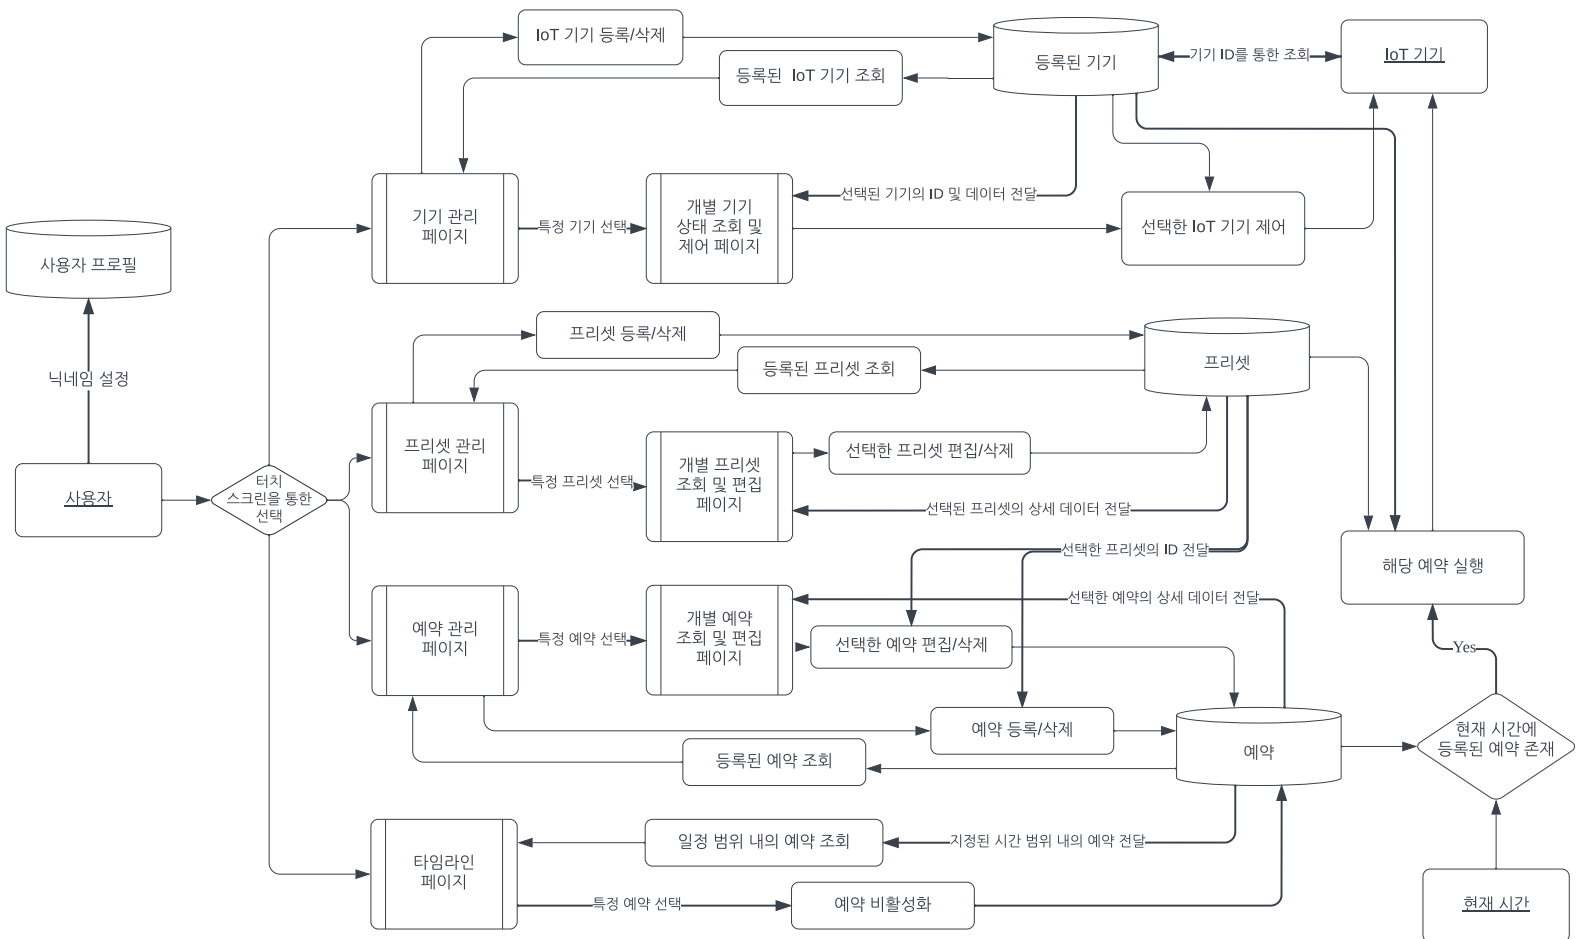 IoT 기기 등록/삭제
등록된 IoT 기기 조회
등록된 기기
기기 ID를 통한 조회
IoT 기기
기기 관리
페이지
특정 기기 선택
개별 기기
상태 조회 및
제어 페이지
선택된 기기의 ID 및 데이터 전달
선택한 IoT 기기 제어
사용자 프로필
닉네임 설정
사용자
터치
스크린을 통한
선택
프리셋 등록/삭제
등록된 프리셋 조회
프리셋
프리셋 관리
페이지
특정 프리셋 선택
개별 프리셋
조회 및 편집
페이지
선택한 프리셋 편집/삭제
선택된 프리셋의 상세 데이터 전달
선택한 프리셋의 ID 전달
해당 예약 실행
예약 관리
페이지
특정 예약 선택
개별 예약
조회 및 편집
페이지
선택한 예약의 상세 데이터 전달
선택한 예약 편집/삭제
Yes
예약 등록/삭제
등록된 예약 조회
예약
현재 시간에
등록된 예약 존재
타임라인
페이지
일정 범위 내의 예약 조회
지정된 시간 범위 내의 예약 전달
특정 예약 선택
예약 비활성화
현재 시간